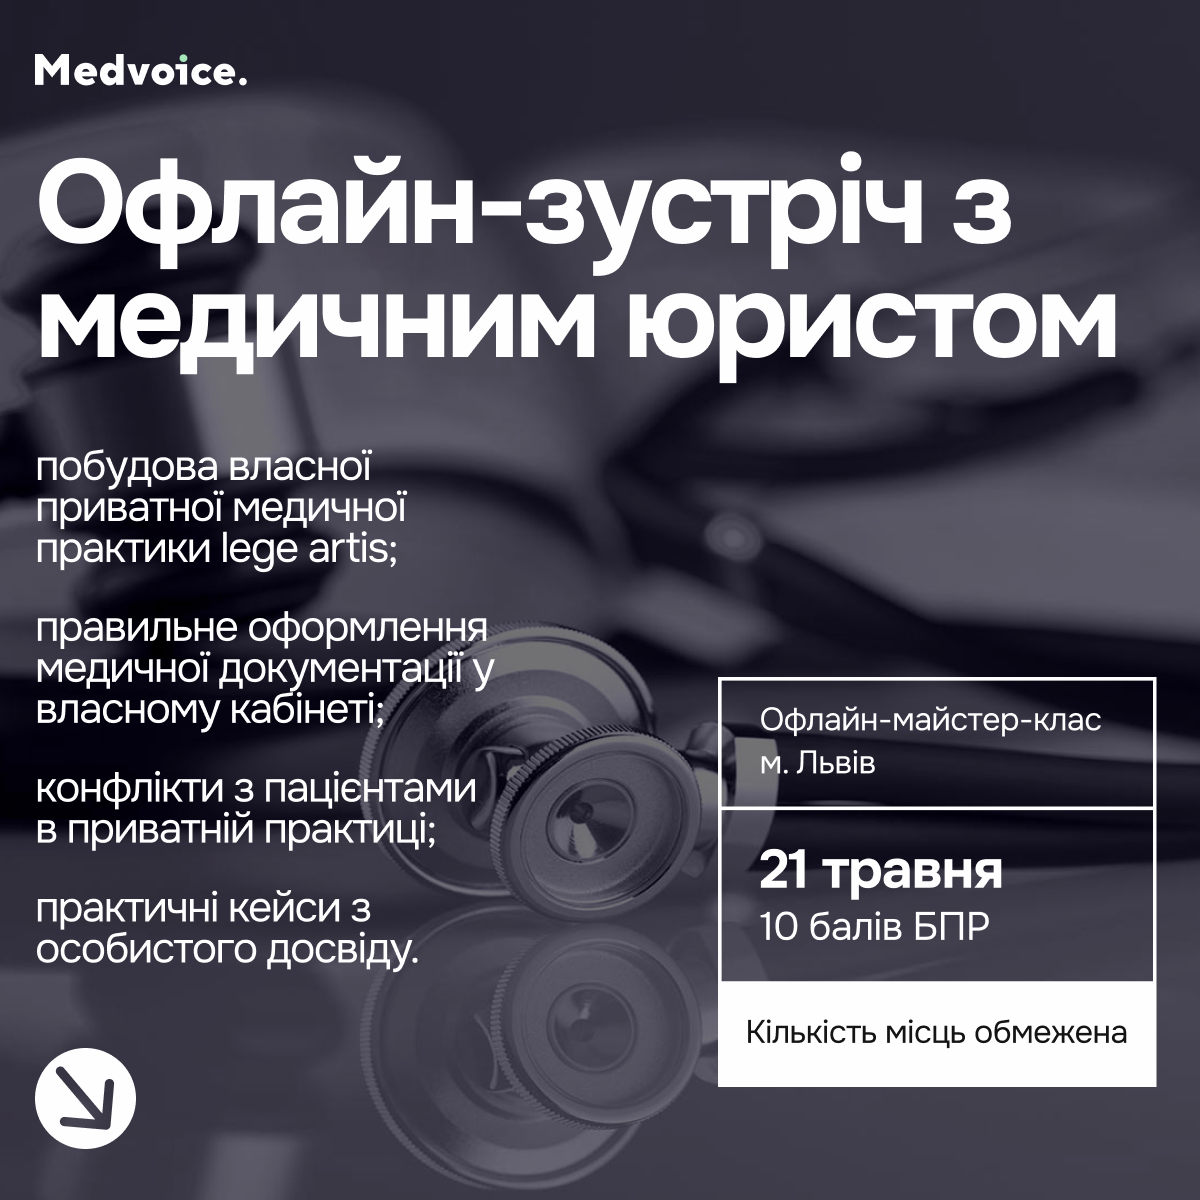 Medvoice.
Офлайн-зустріч з
медичним юристом
побудова власної
приватної медичної
практики lege artis;
правильне оформлення
медичної документації у
власному кабінеті;
конфлікти з пацієнтами
в приватній практиці;
практичні кейси з
особистого досвіду.
Офлайн-майстер-клас
м. Львів
21 травня
10 балів БПР
Кількість місць обмежена